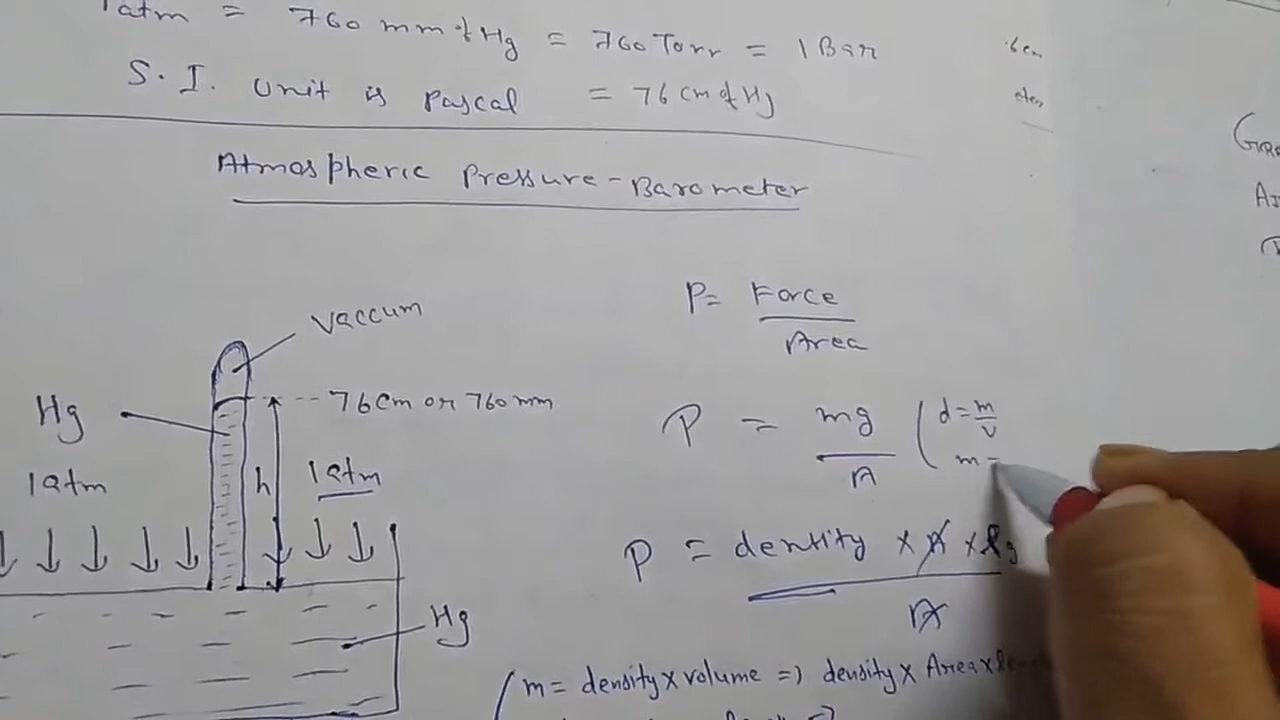 1atm = 760 mm of Hg = 760 Torr = 1 Bar
S.I. Unit is Pascal = 76 cm of Hg
Atmospheric Pressure-Barometer
Vaccum
P= Force
Area
Hg
76cm or 760 mm
P = mg
A
d = m
v
m =
1atm
h
1atm
P = density x A x l g
A
Hg
m = density x volume => density x Area x